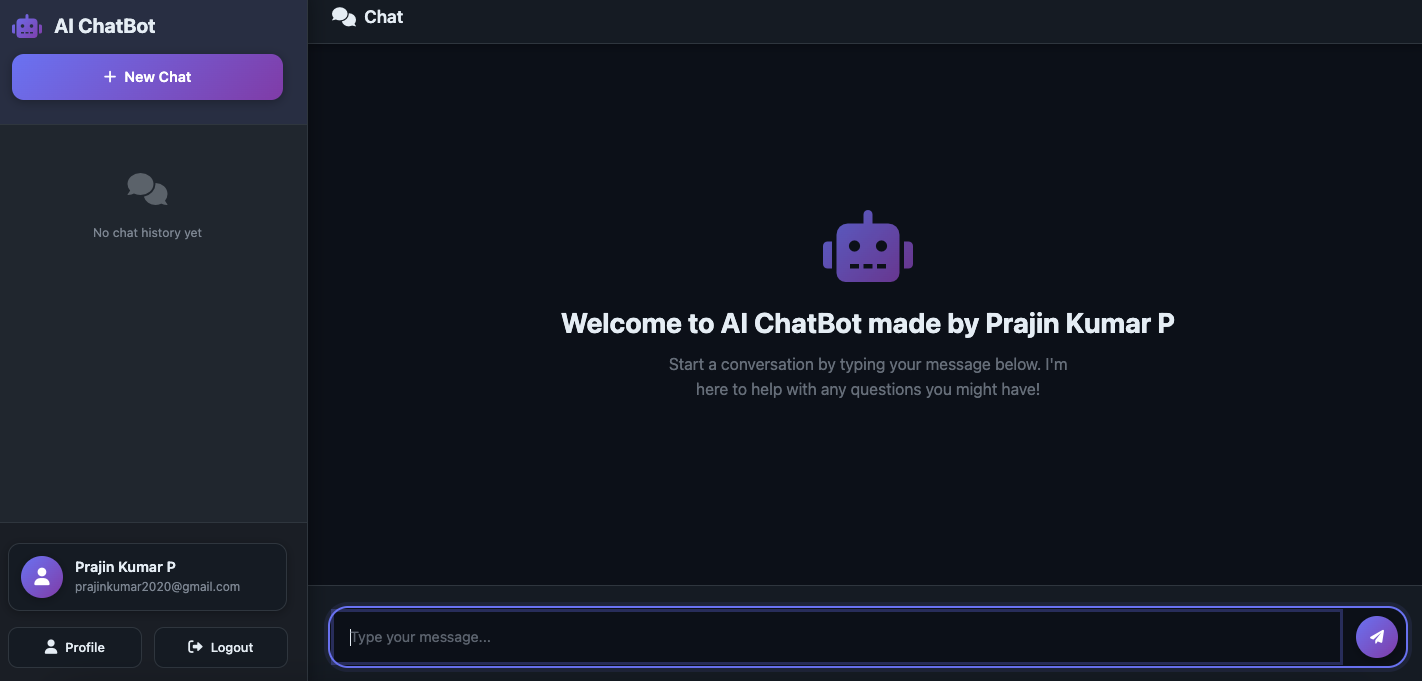 AI ChatBot
+ New Chat
No chat history yet
Prajin Kumar P
prajinkumar2020@gmail.com
Profile
Logout
Chat
Welcome to AI ChatBot made by Prajin Kumar P
Start a conversation by typing your message below. I'm
here to help with any questions you might have!
Type your message...